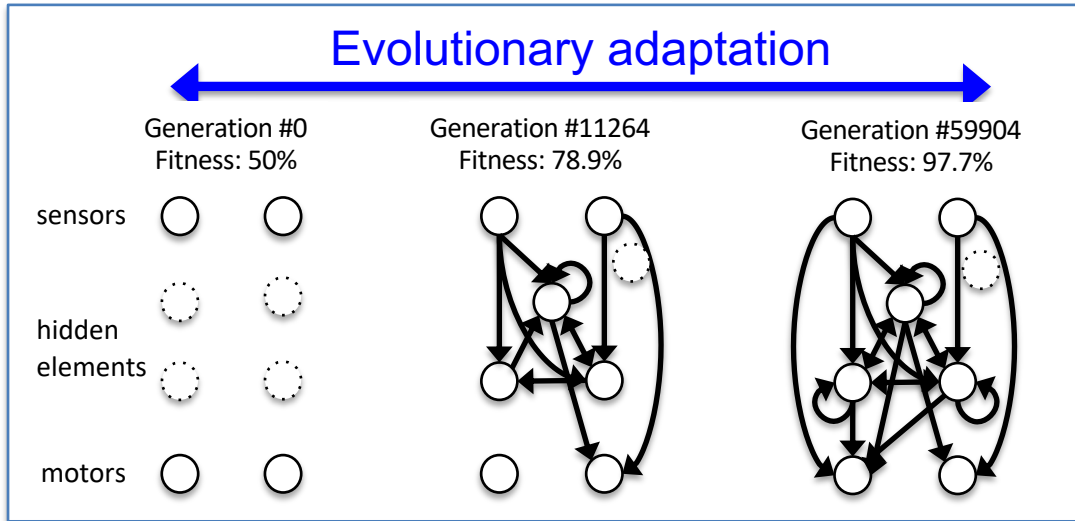 Evolutionary adaptation
Generation #0
Fitness: 50%
Generation #11264
Fitness: 78.9%
Generation #59904
Fitness: 97.7%
sensors
hidden
elements
motors